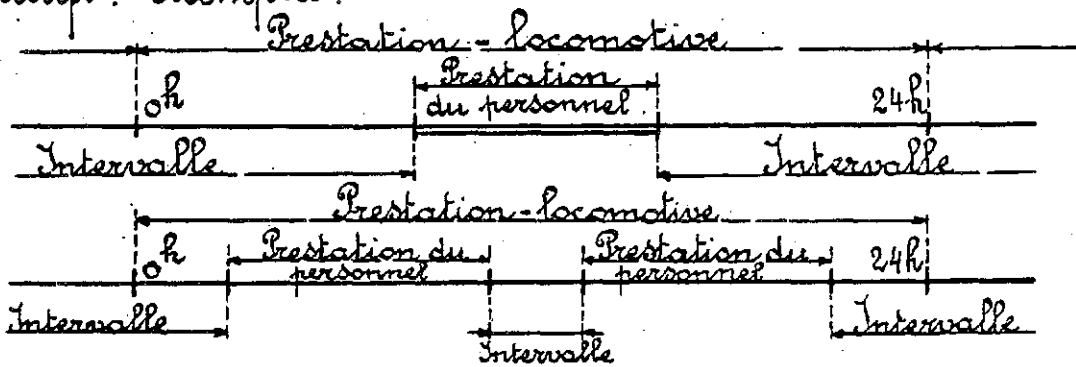 Exemples:
Prestation-locomotive
Prestation
0h du personnel. 24h
Intervalle Intervalle
Prestation-locomotive
0h Prestation du Prestation du 24h
personnel personnel
Intervalle Intervalle
Intervalle